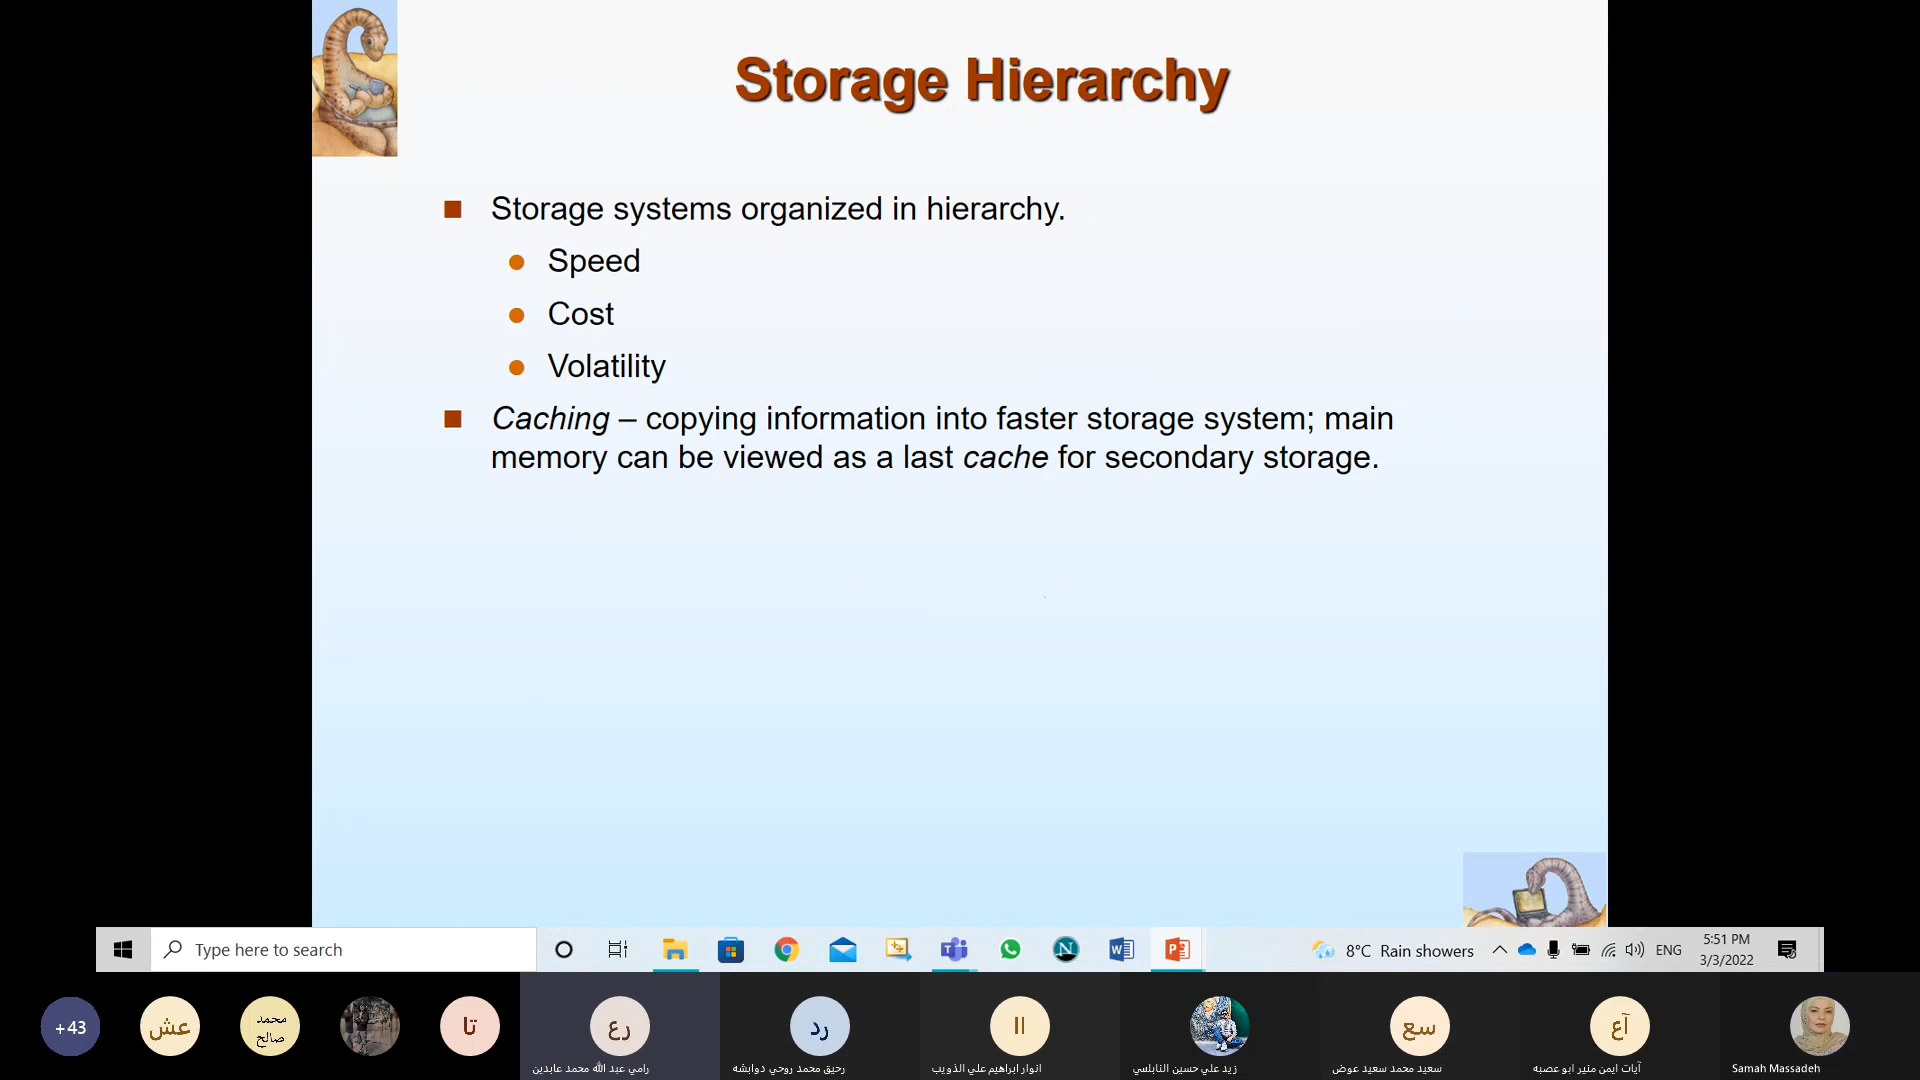 Storage Hierarchy
Storage systems organized in hierarchy.
Speed
Cost
Volatility
Caching – copying information into faster storage system; main
memory can be viewed as a last cache for secondary storage.
Type here to search
8°C Rain showers
ENG
5:51 PM
3/3/2022
+43
عش
محمد
صالح
تا
رع
رد
اا
سع
آع
رامي عبد الله محمد عابدين
رحيق محمد روحي دوابشه
انوار ابراهيم علي الذويب
زيد علي حسين النابلسي
سعيد محمد سعيد عوض
آيات ايمن منير ابو عصبه
Samah Massadeh